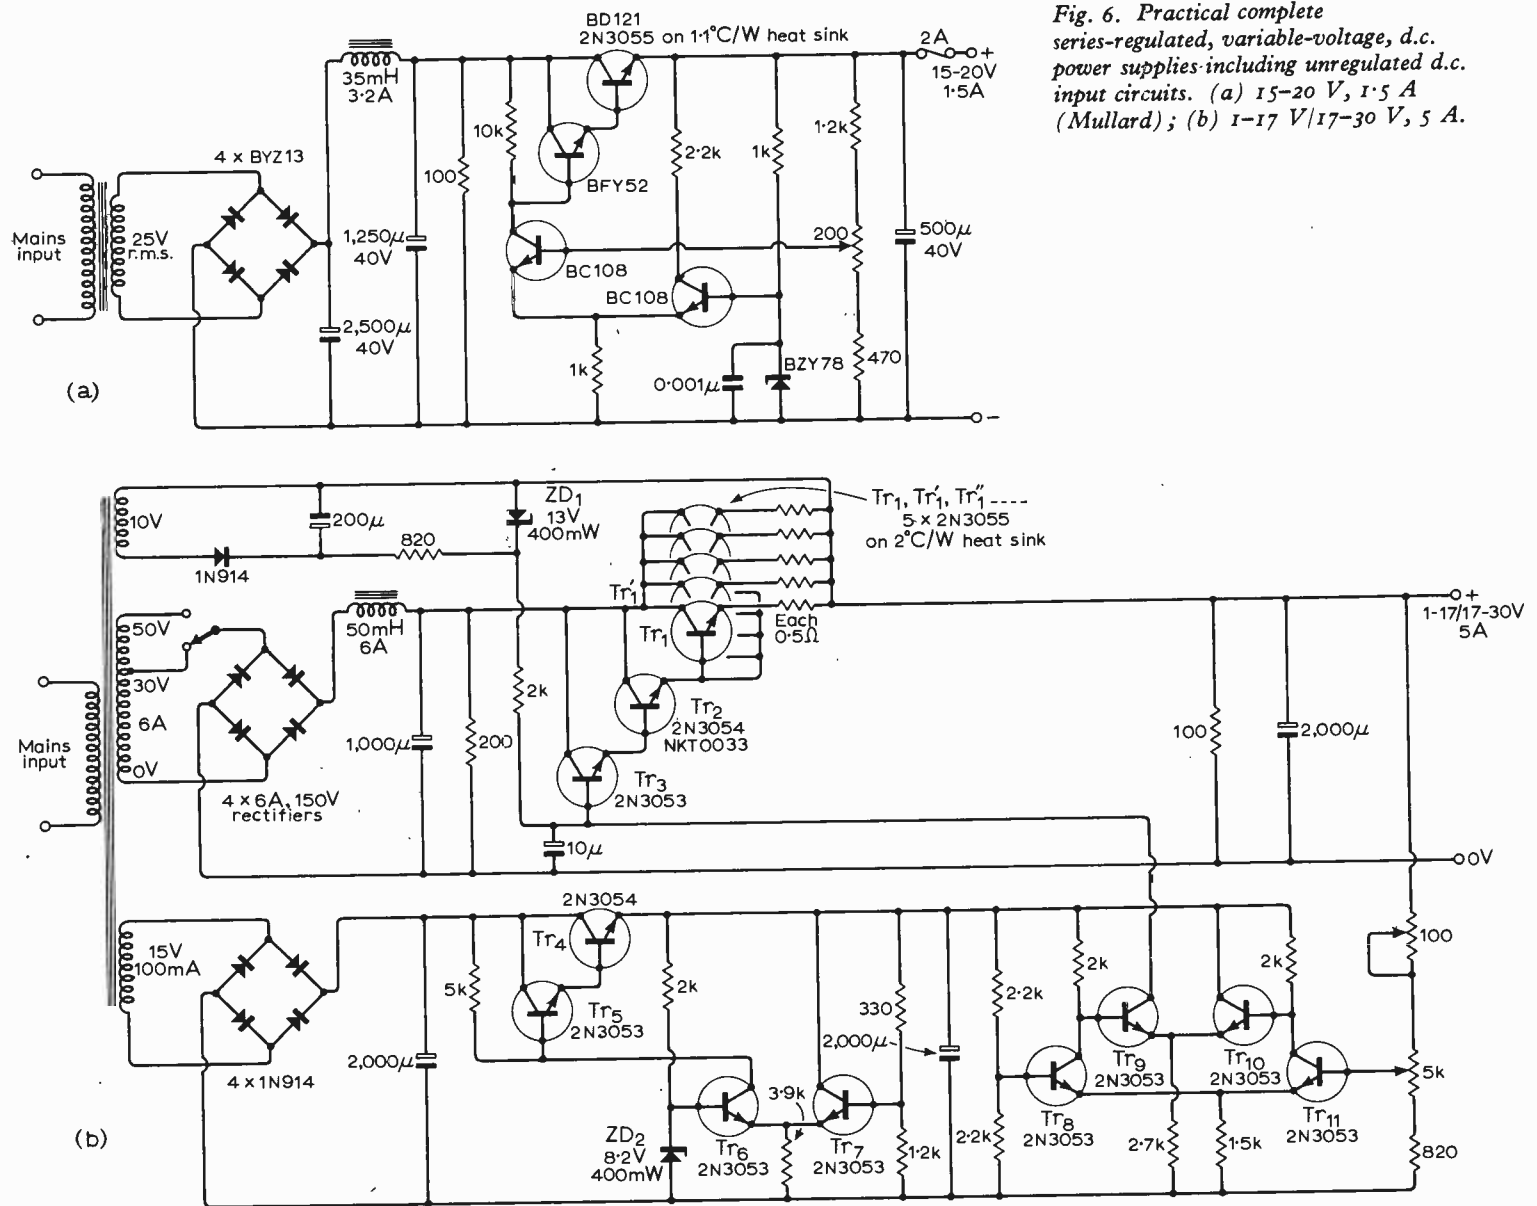 Fig. 6. Practical complete
series-regulated, variable-voltage, d.c.
power supplies including unregulated d.c.
input circuits. (a) 15–20 V, 1·5 A
(Mullard); (b) 1–17 V/17–30 V, 5 A.
BD121
2N3055 on 1·1°C/W heat sink
2A
+
15-20V
1·5A
35mH
3·2A
10k
1·2k
4 x BYZ13
100
2·2k
1k
BFY52
Mains
input
25V
r.m.s.
1,250μ
40V
200
500μ
40V
BC108
BC108
2,500μ
40V
1k
0·001μ
BZY78
470
(a)
–
10V
200μ
ZD1
13V
400mW
Tr1, Tr1', Tr1'' ----
5 x 2N3055
on 2°C/W heat sink
820
1N914
Tr1'
50V
50mH
6A
Tr1
Each
0·5Ω
+
1-17/17-30V
5A
30V
6A
0V
2k
Tr2
2N3054
NKT0033
Mains
input
1,000μ
200
100
2,000μ
Tr3
2N3053
4 x 6A, 150V
rectifiers
10μ
0V
2N3054
15V
100mA
Tr4
5k
2k
2k
2k
100
Tr5
2N3053
330
2·2k
2,000μ
2,000μ
Tr9
2N3053
Tr10
2N3053
5k
4 x 1N914
3·9k
Tr8
2N3053
Tr11
2N3053
(b)
ZD2
8·2V
400mW
Tr6
2N3053
Tr7
2N3053
1·2k
2·2k
2·7k
1·5k
820